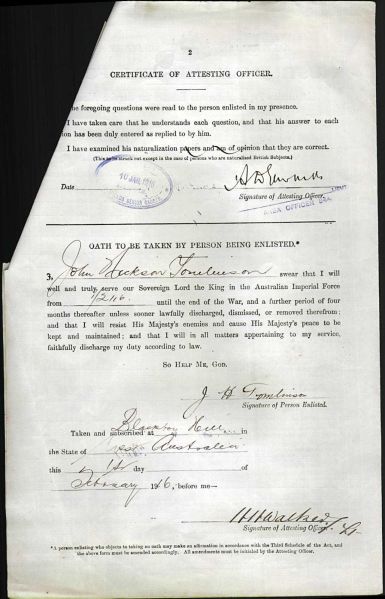 2
CERTIFICATE OF ATTESTING OFFICER.
he foregoing questions were read to the person enlisted in my presence.
I have taken care that he understands each question, and that his answer to each
ion has been duly entered as replied to by him.
I have examined his naturalization papers and am of opinion that they are correct.
(This to be struck out except in the case of persons who are naturalised British Subjects.)
Date
Signature of Attesting Officer.
AREA OFFICER
OATH TO BE TAKEN BY PERSON BEING ENLISTED.*
3. John Hickson Tomlinson swear that I will
well and truly serve our Sovereign Lord the King in the Australian Imperial Force
from 1/2/16 until the end of the War, and a further period of four
months thereafter unless sooner lawfully discharged, dismissed, or removed therefrom;
and that I will resist His Majesty's enemies and cause His Majesty's peace to be
kept and maintained; and that I will in all matters appertaining to my service,
faithfully discharge my duty according to law.
SO HELP ME, GOD.
J H Tomlinson
Signature of Person Enlisted.
Taken and subscribed at Blackboy Hill in
the State of West Australia
this 1st day of
February 1916, before me—
Signature of Attesting Officer.
*A person enlisting who objects to taking an oath may make an affirmation in accordance with the Third Schedule of the Act, and
the above form must be amended accordingly. All amendments must be initialed by the Attesting Officer.